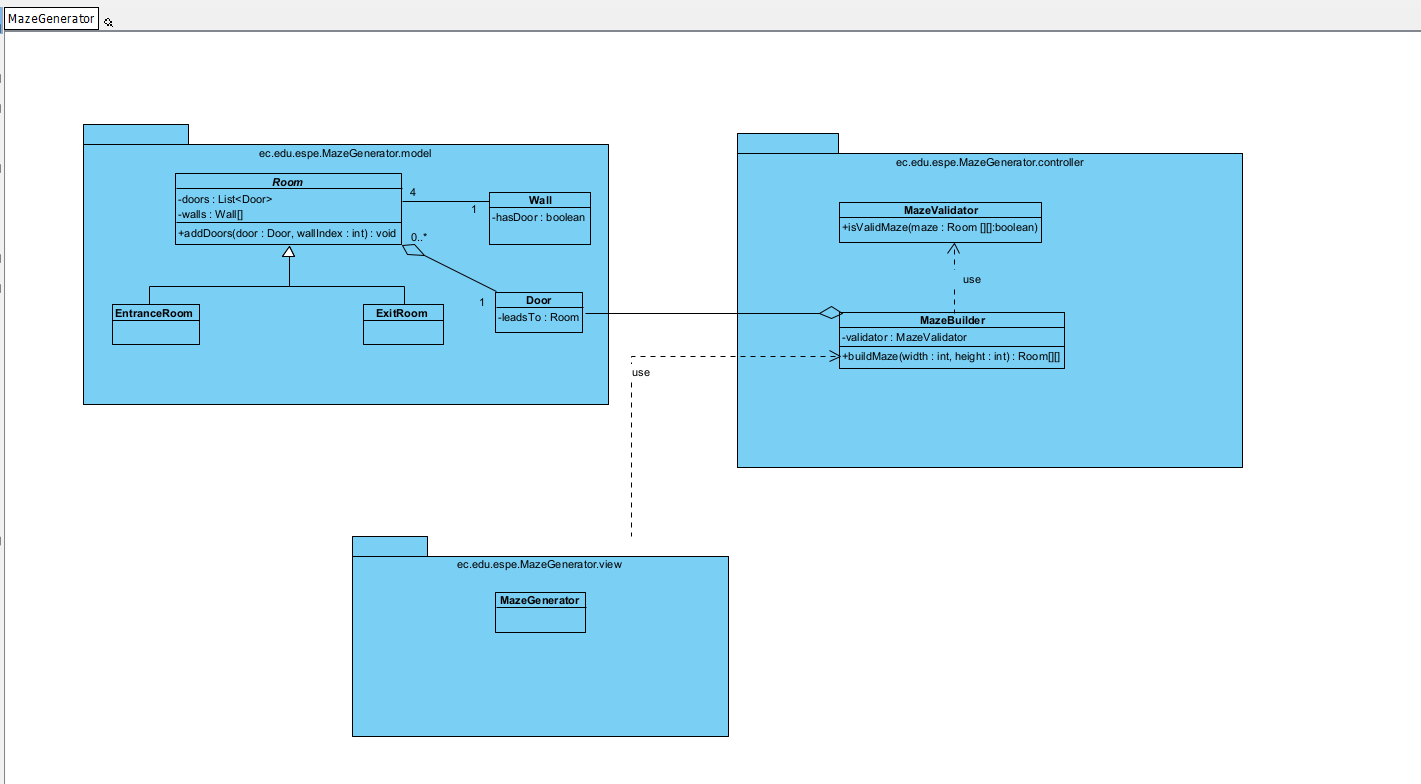 MazeGenerator
ec.edu.espe.MazeGenerator.model
Room
-doors : List<Door>
-walls : Wall[]
+addDoors(door : Door, wallIndex : int) : void
4
1
Wall
-hasDoor : boolean
0..*
1
Door
-leadsTo : Room
EntranceRoom
ExitRoom
ec.edu.espe.MazeGenerator.controller
MazeValidator
+isValidMaze(maze : Room [][]:boolean)
use
MazeBuilder
-validator : MazeValidator
+buildMaze(width : int, height : int) : Room[][]
use
ec.edu.espe.MazeGenerator.view
MazeGenerator